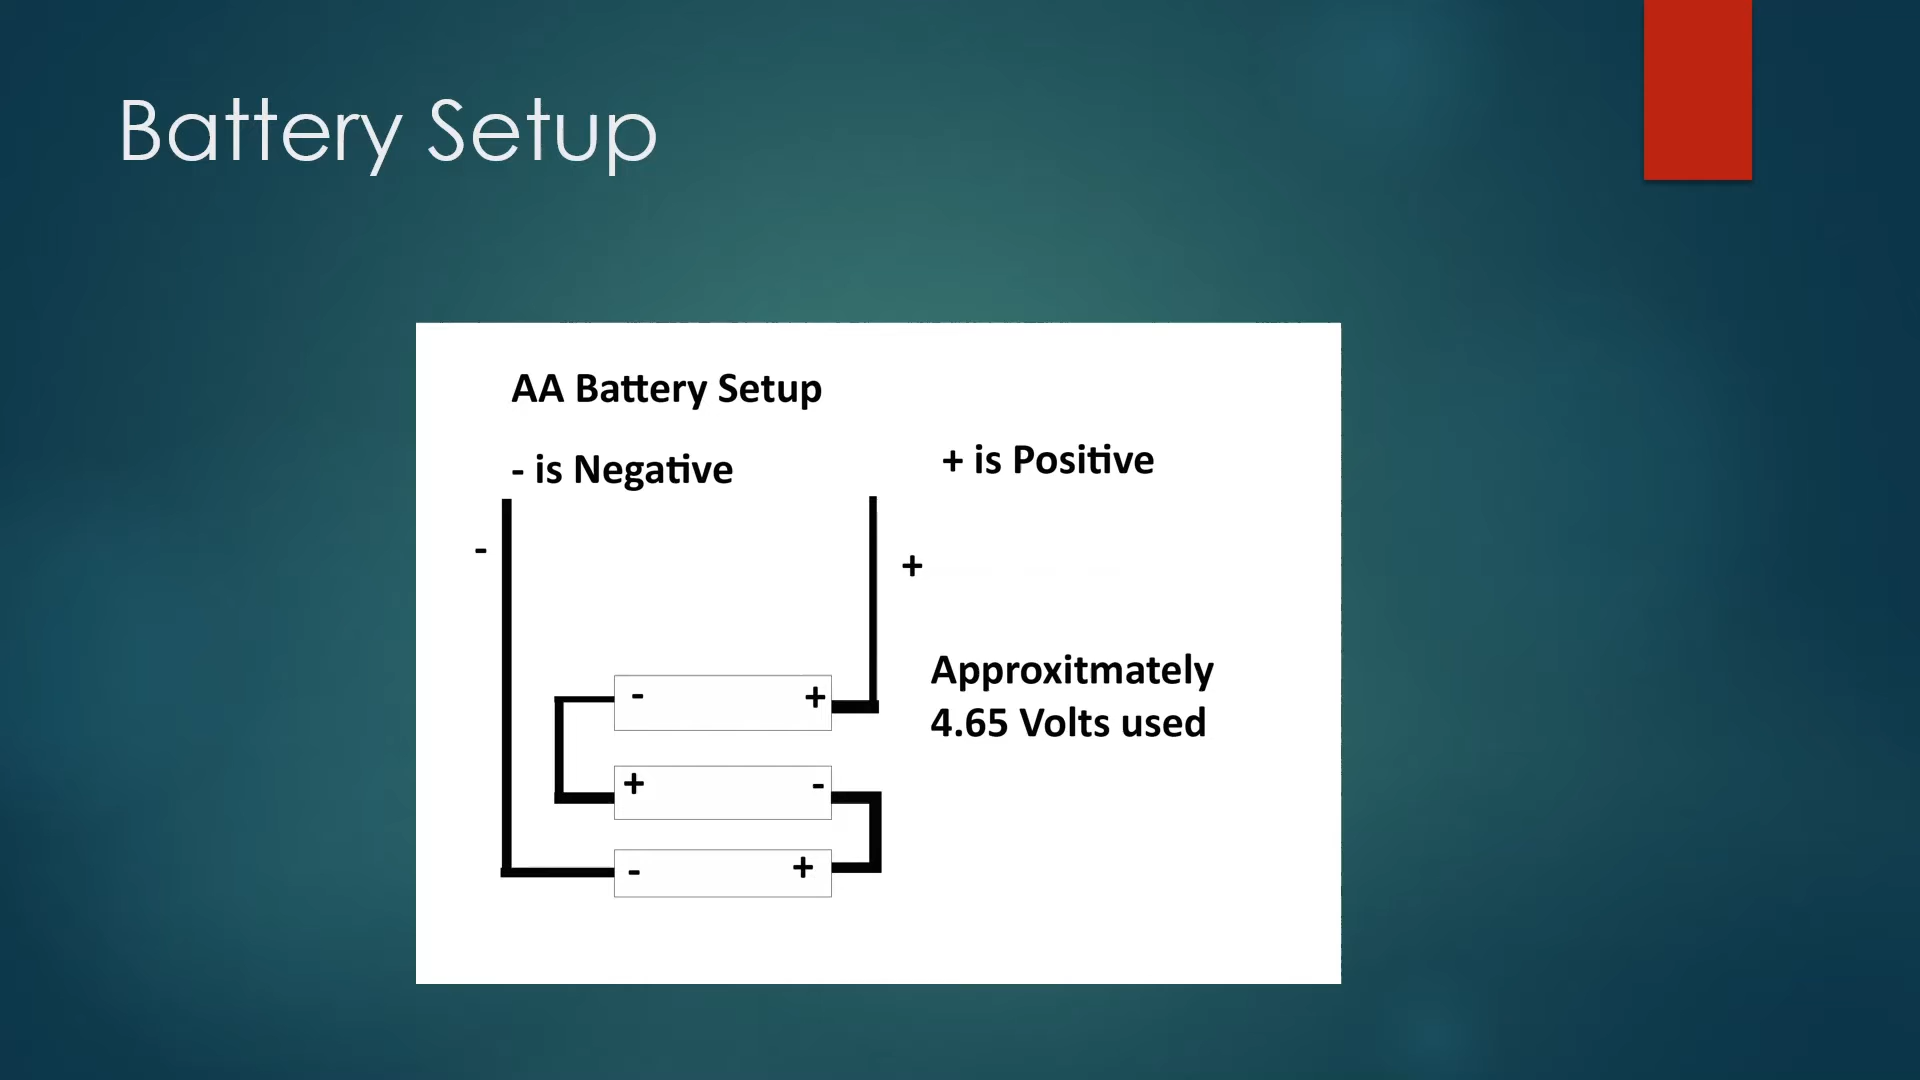 Battery Setup
AA Battery Setup
- is Negative
+ is Positive
-
+
Approxitmately
4.65 Volts used
- +
+ -
- +